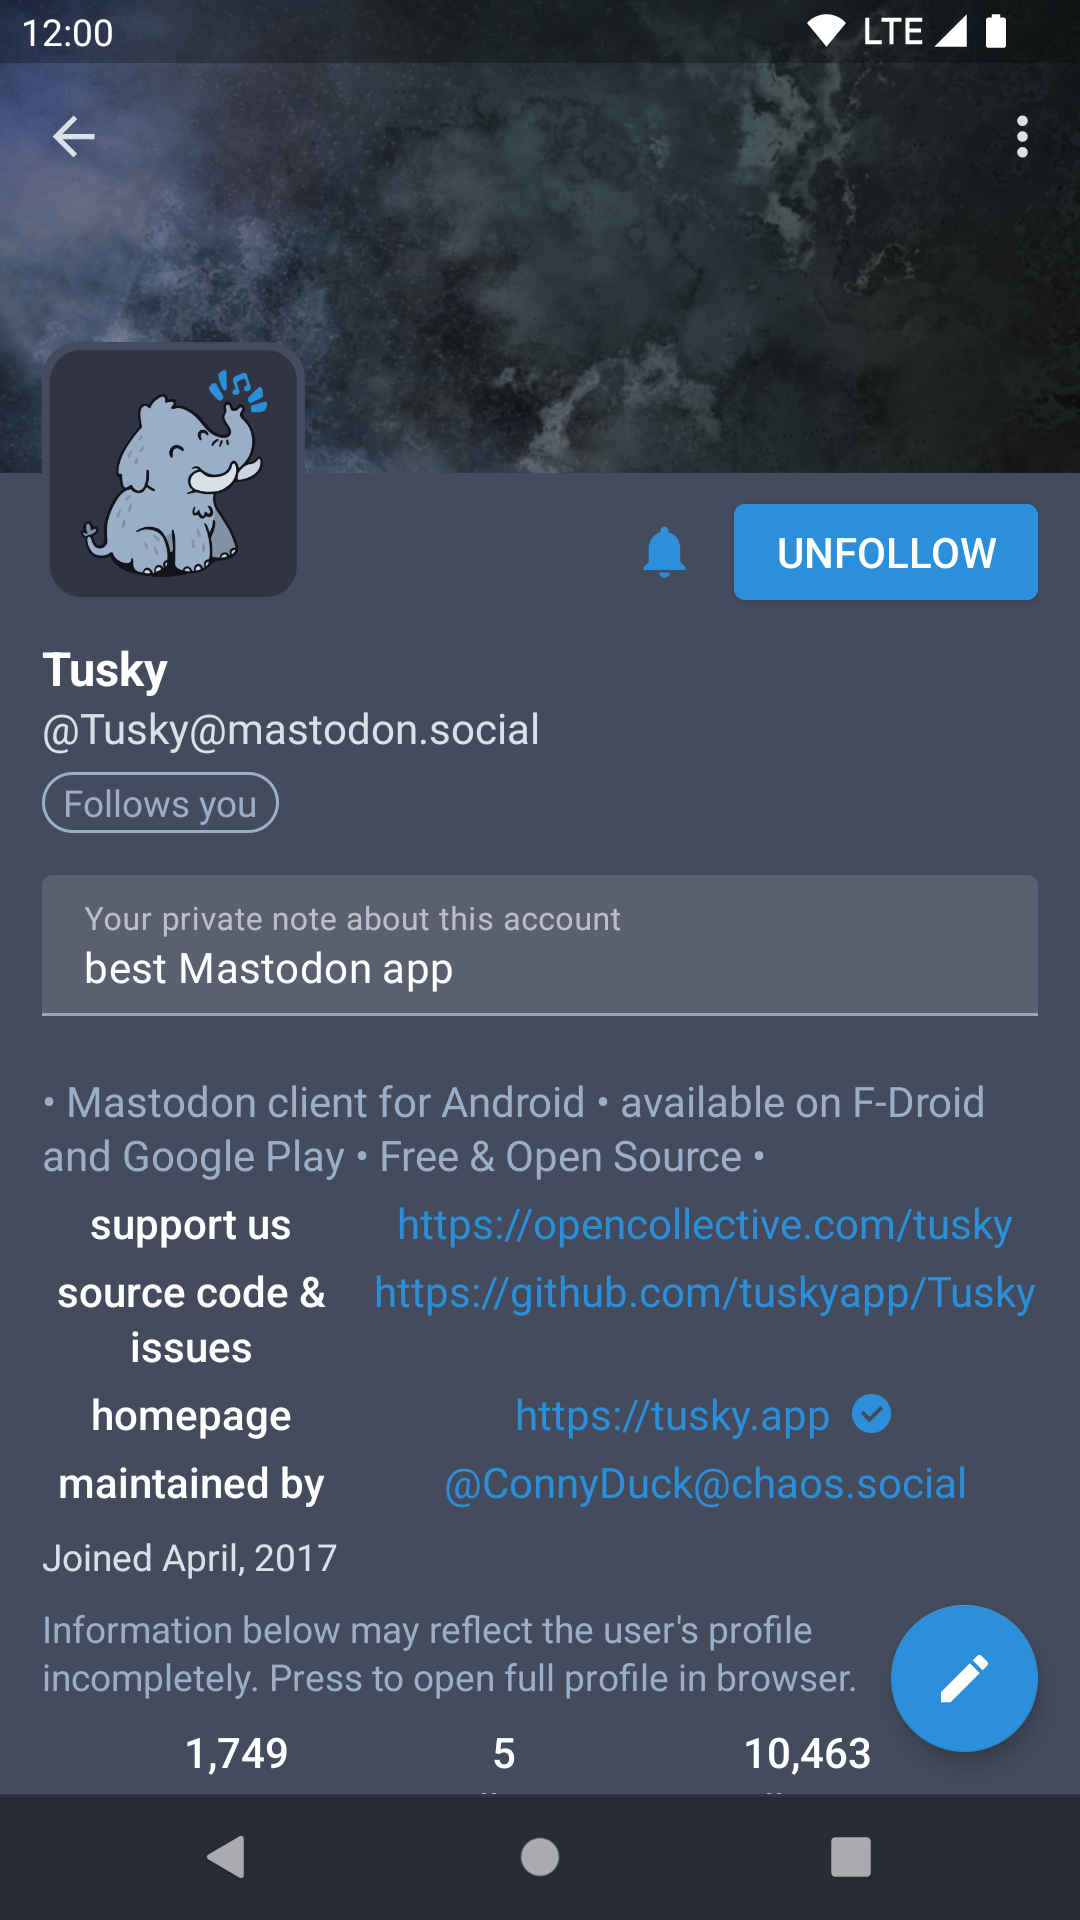 12:00 LTE
UNFOLLOW
Tusky
@Tusky@mastodon.social
Follows you
Your private note about this account
best Mastodon app
• Mastodon client for Android • available on F-Droid
and Google Play • Free & Open Source •
support us https://opencollective.com/tusky
source code & https://github.com/tuskyapp/Tusky
issues
homepage https://tusky.app
maintained by @ConnyDuck@chaos.social
Joined April, 2017
Information below may reflect the user's profile
incompletely. Press to open full profile in browser.
1,749 5 10,463